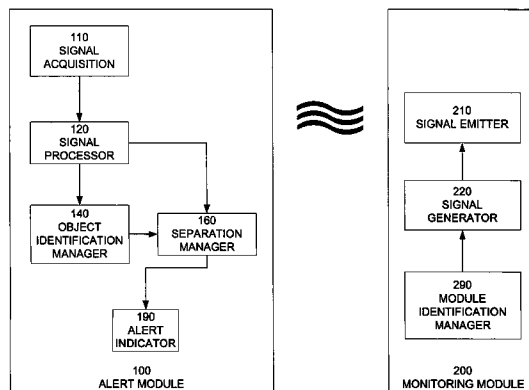 110
SIGNAL
ACQUISITION
120
SIGNAL
PROCESSOR
140
OBJECT
IDENTIFICATION
MANAGER
160
SEPARATION
MANAGER
190
ALERT
INDICATOR
100
ALERT MODULE
210
SIGNAL EMITTER
220
SIGNAL
GENERATOR
290
MODULE
IDENTIFICATION
MANAGER
200
MONITORING MODULE